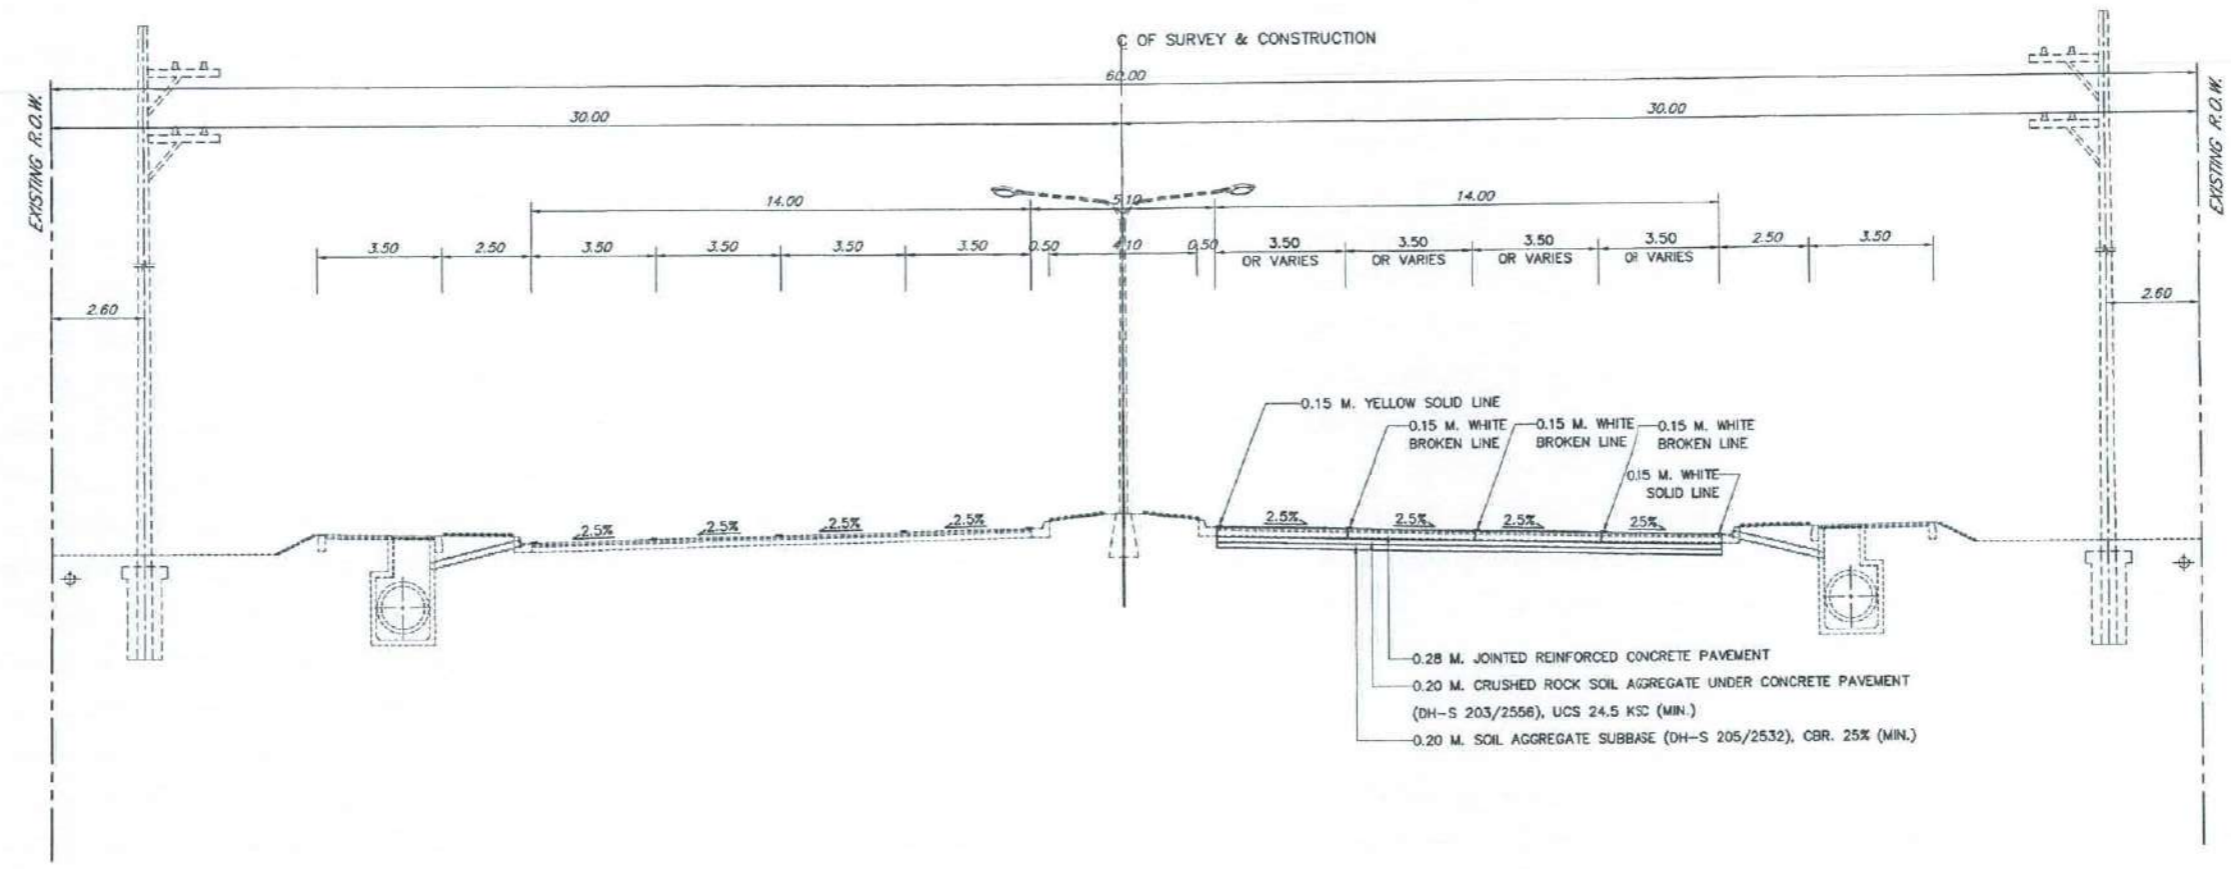 ℄ OF SURVEY & CONSTRUCTION
60.00
30.00
30.00
EXISTING R.O.W.
EXISTING R.O.W.
14.00
5.10
14.00
3.50
2.50
3.50
3.50
3.50
3.50
0.50
4.10
0.50
3.50
OR VARIES
3.50
OR VARIES
3.50
OR VARIES
3.50
OR VARIES
2.50
3.50
2.60
2.60
0.15 M. YELLOW SOLID LINE
0.15 M. WHITE
BROKEN LINE
0.15 M. WHITE
BROKEN LINE
0.15 M. WHITE
BROKEN LINE
0.15 M. WHITE
SOLID LINE
2.5%
2.5%
2.5%
2.5%
2.5%
2.5%
2.5%
25%
0.28 M. JOINTED REINFORCED CONCRETE PAVEMENT
0.20 M. CRUSHED ROCK SOIL AGGREGATE UNDER CONCRETE PAVEMENT
(DH-S 203/2556), UCS 24.5 KSC (MIN.)
0.20 M. SOIL AGGREGATE SUBBASE (DH-S 205/2532), CBR. 25% (MIN.)